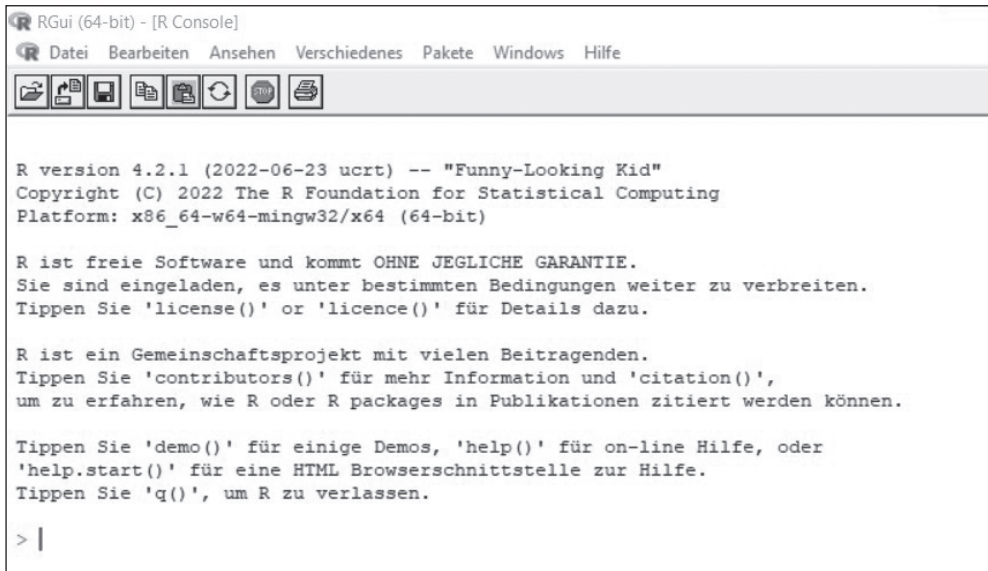 RGui (64-bit) - [R Console]
Datei Bearbeiten Ansehen Verschiedenes Pakete Windows Hilfe
STOP
R version 4.2.1 (2022-06-23 ucrt) -- "Funny-Looking Kid"
Copyright (C) 2022 The R Foundation for Statistical Computing
Platform: x86_64-w64-mingw32/x64 (64-bit)
R ist freie Software und kommt OHNE JEGLICHE GARANTIE.
Sie sind eingeladen, es unter bestimmten Bedingungen weiter zu verbreiten.
Tippen Sie 'license()' or 'licence()' für Details dazu.
R ist ein Gemeinschaftsprojekt mit vielen Beitragenden.
Tippen Sie 'contributors()' für mehr Information und 'citation()',
um zu erfahren, wie R oder R packages in Publikationen zitiert werden können.
Tippen Sie 'demo()' für einige Demos, 'help()' für on-line Hilfe, oder
'help.start()' für eine HTML Browserschnittstelle zur Hilfe.
Tippen Sie 'q()', um R zu verlassen.
>